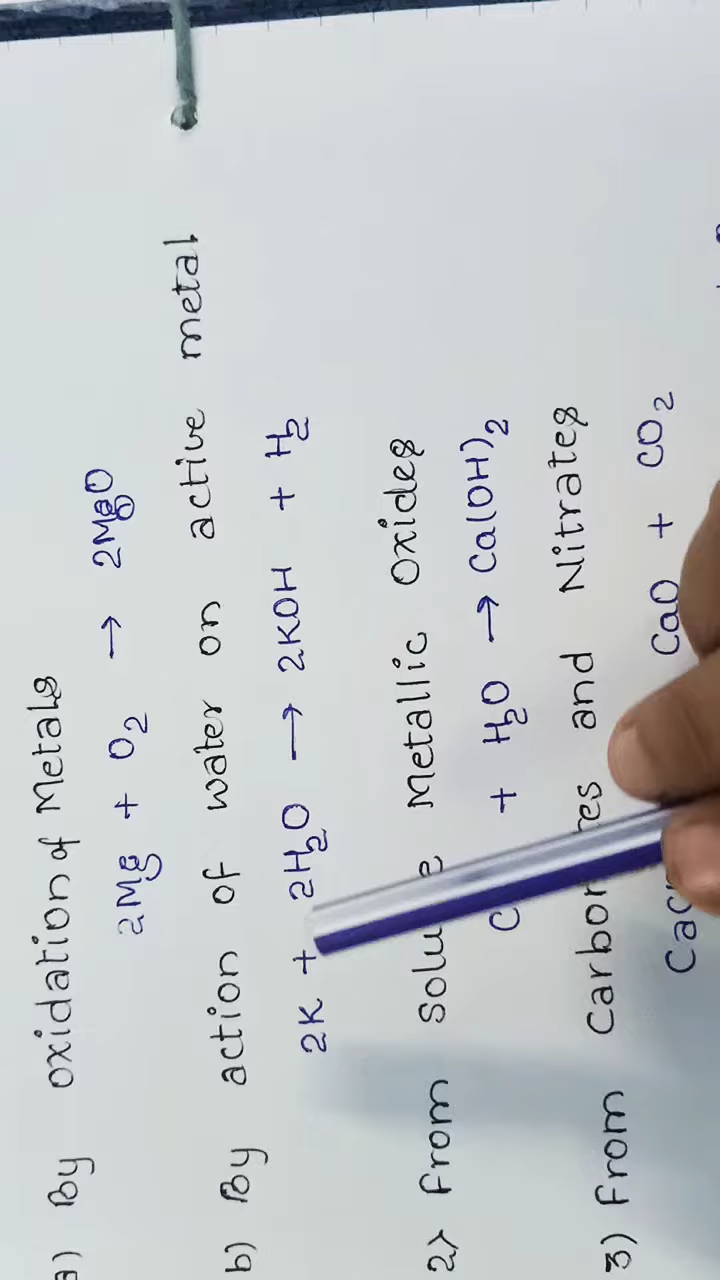 a) By oxidation of Metals
2Mg + O2 → 2MgO
b) By action of water on active metal
2K + 2H2O → 2KOH + H2
2) From Metallic Oxides
+ H2O → Ca(OH)2
3) From and Nitrates
CaO + CO2